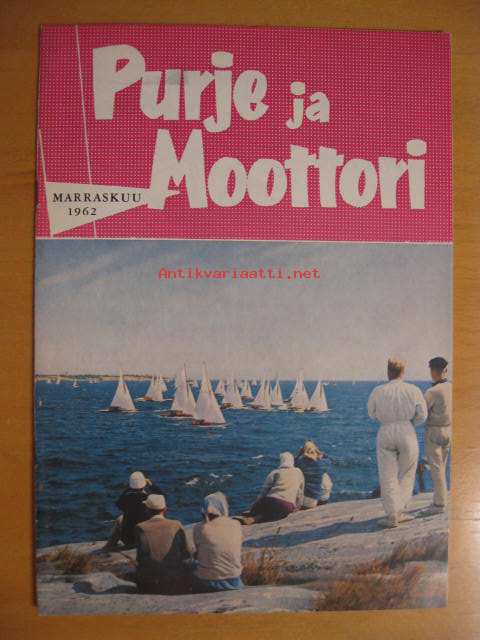 Purje ja
Moottori
MARRASKUU
1962
Antikvariaatti.net